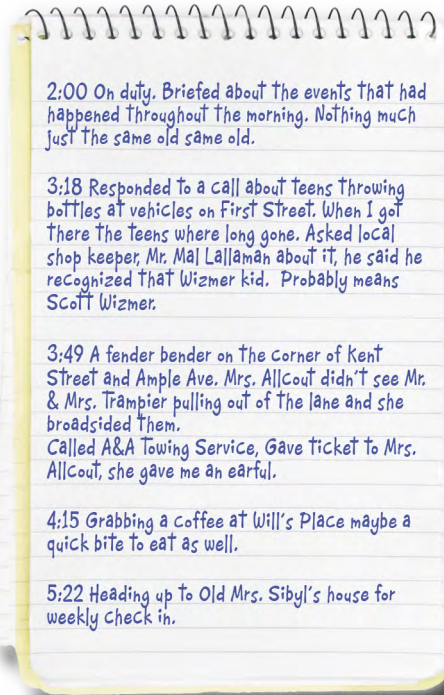 2:00 On duty. Briefed about the events that had
happened throughout the morning. Nothing much
just the same old same old.
3:18 Responded to a call about teens throwing
bottles at vehicles on First Street. When I got
there the teens where long gone. Asked local
shop keeper, Mr. Mal Lallaman about it, he said he
recognized that Wizmer kid. Probably means
Scott Wizmer.
3:49 A fender bender on the corner of Kent
Street and Ample Ave. Mrs. Allcout didn't see Mr.
& Mrs. Trampier pulling out of the lane and she
broadsided them.
Called A&A Towing Service, Gave ticket to Mrs.
Allcout, she gave me an earful.
4:15 Grabbing a coffee at Will's Place maybe a
quick bite to eat as well.
5:22 Heading up to Old Mrs. Sibyl's house for
weekly check in.